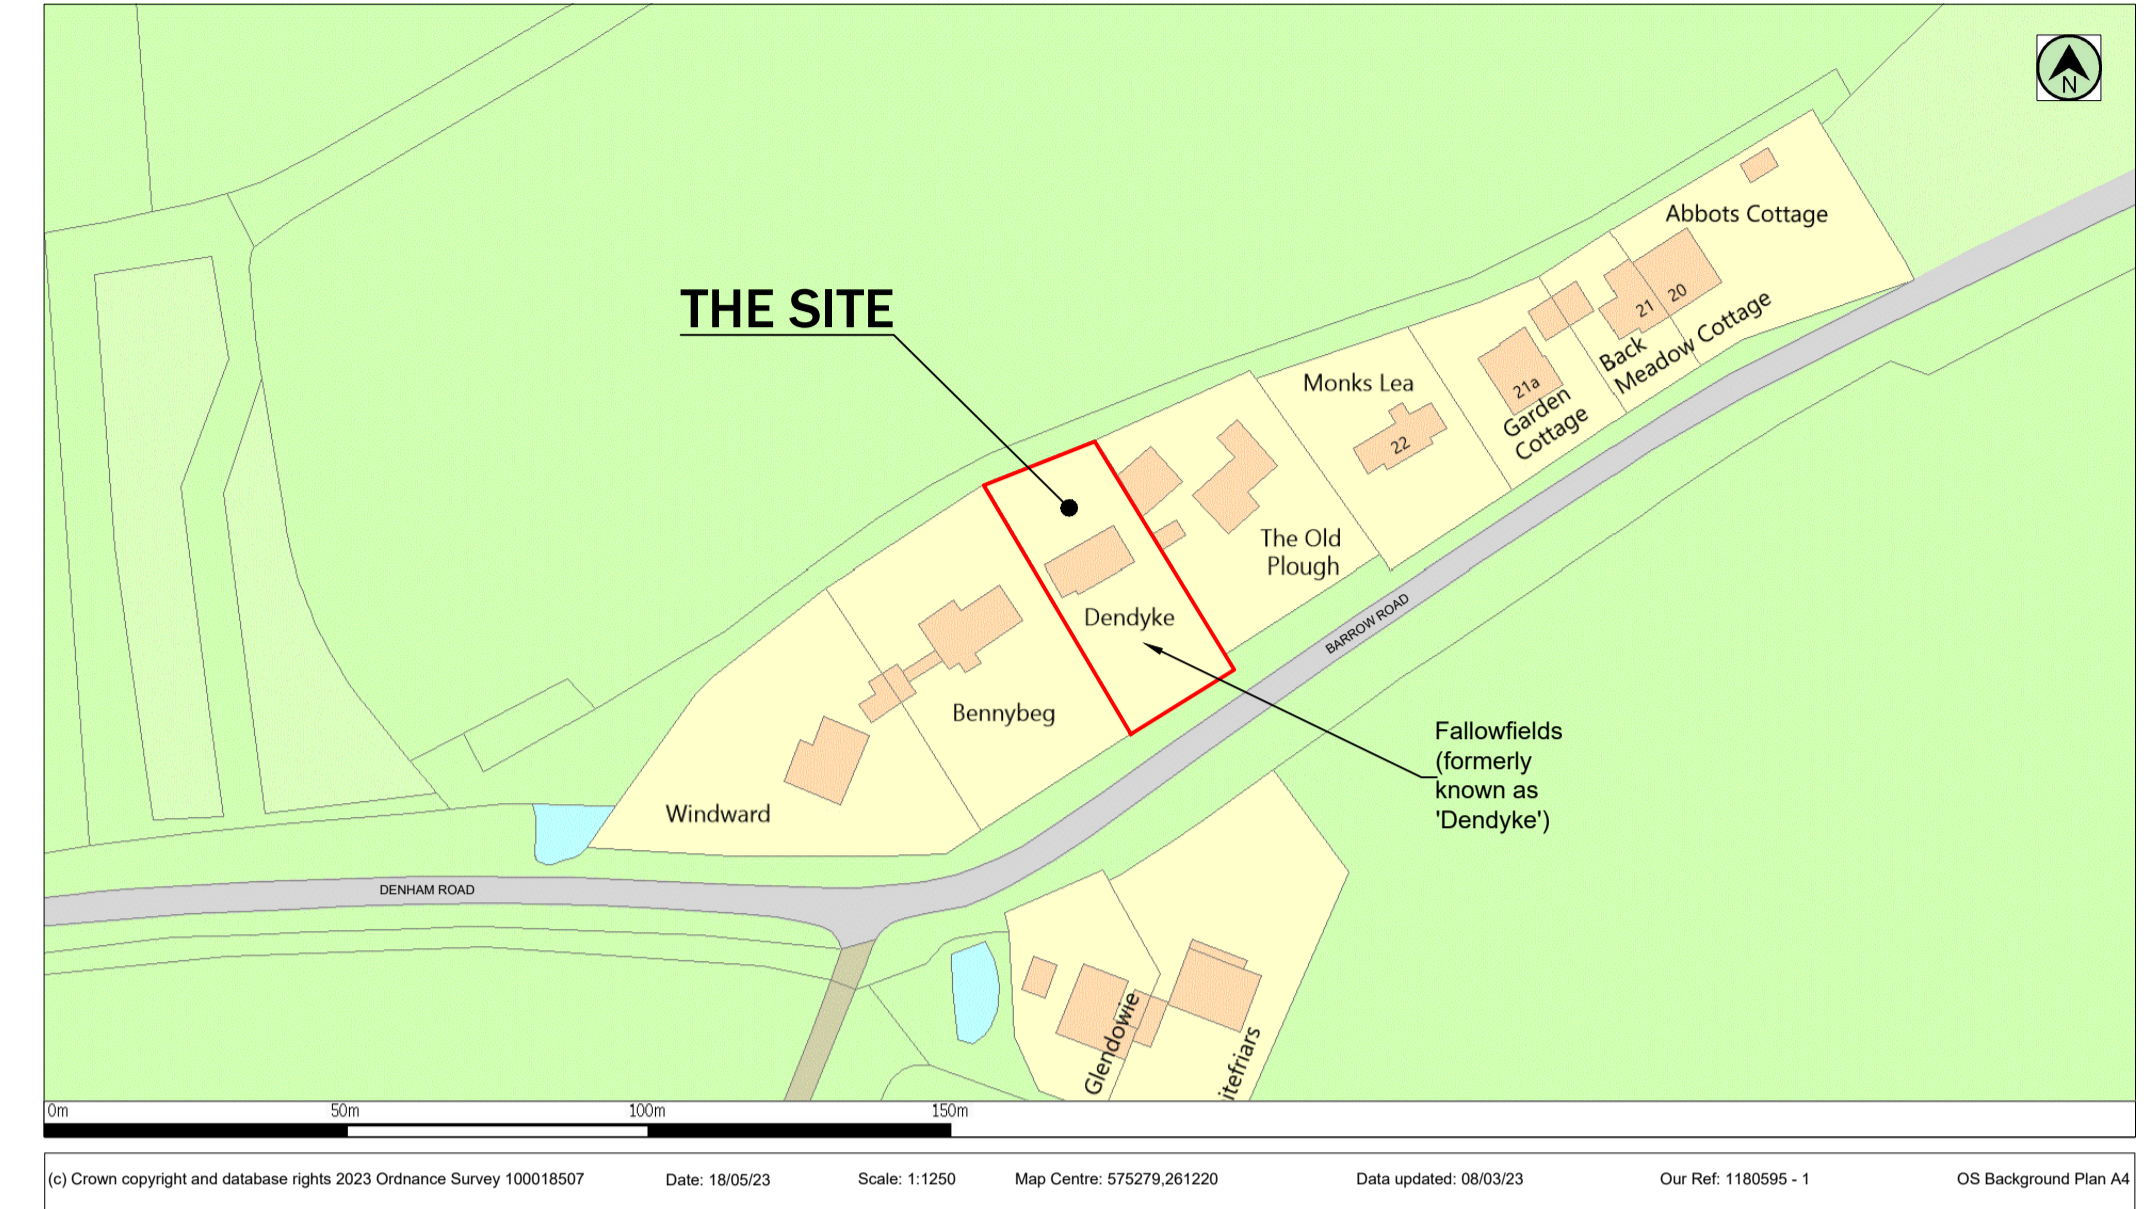 N
Abbots Cottage
THE SITE
20
21
Back
Meadow Cottage
Monks Lea
21a
Garden
Cottage
22
The Old
Plough
Dendyke
BARROW ROAD
Bennybeg
Fallowfields
(formerly
known as
'Dendyke')
Windward
DENHAM ROAD
Glendowie
itefriars
0m 50m 100m 150m
(c) Crown copyright and database rights 2023 Ordnance Survey 100018507 Date: 18/05/23 Scale: 1:1250 Map Centre: 575279,261220 Data updated: 08/03/23 Our Ref: 1180595 - 1 OS Background Plan A4